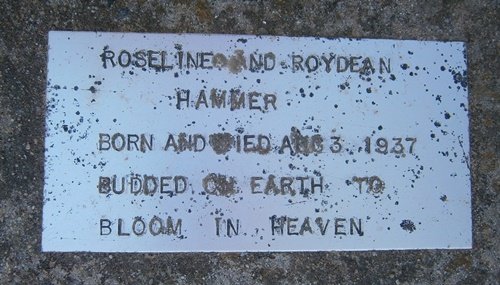 ROSELINE AND ROYDEAN
HAMMER
BORN AND DIED AUG 3 1937
BUDDED ON EARTH TO
BLOOM IN HEAVEN